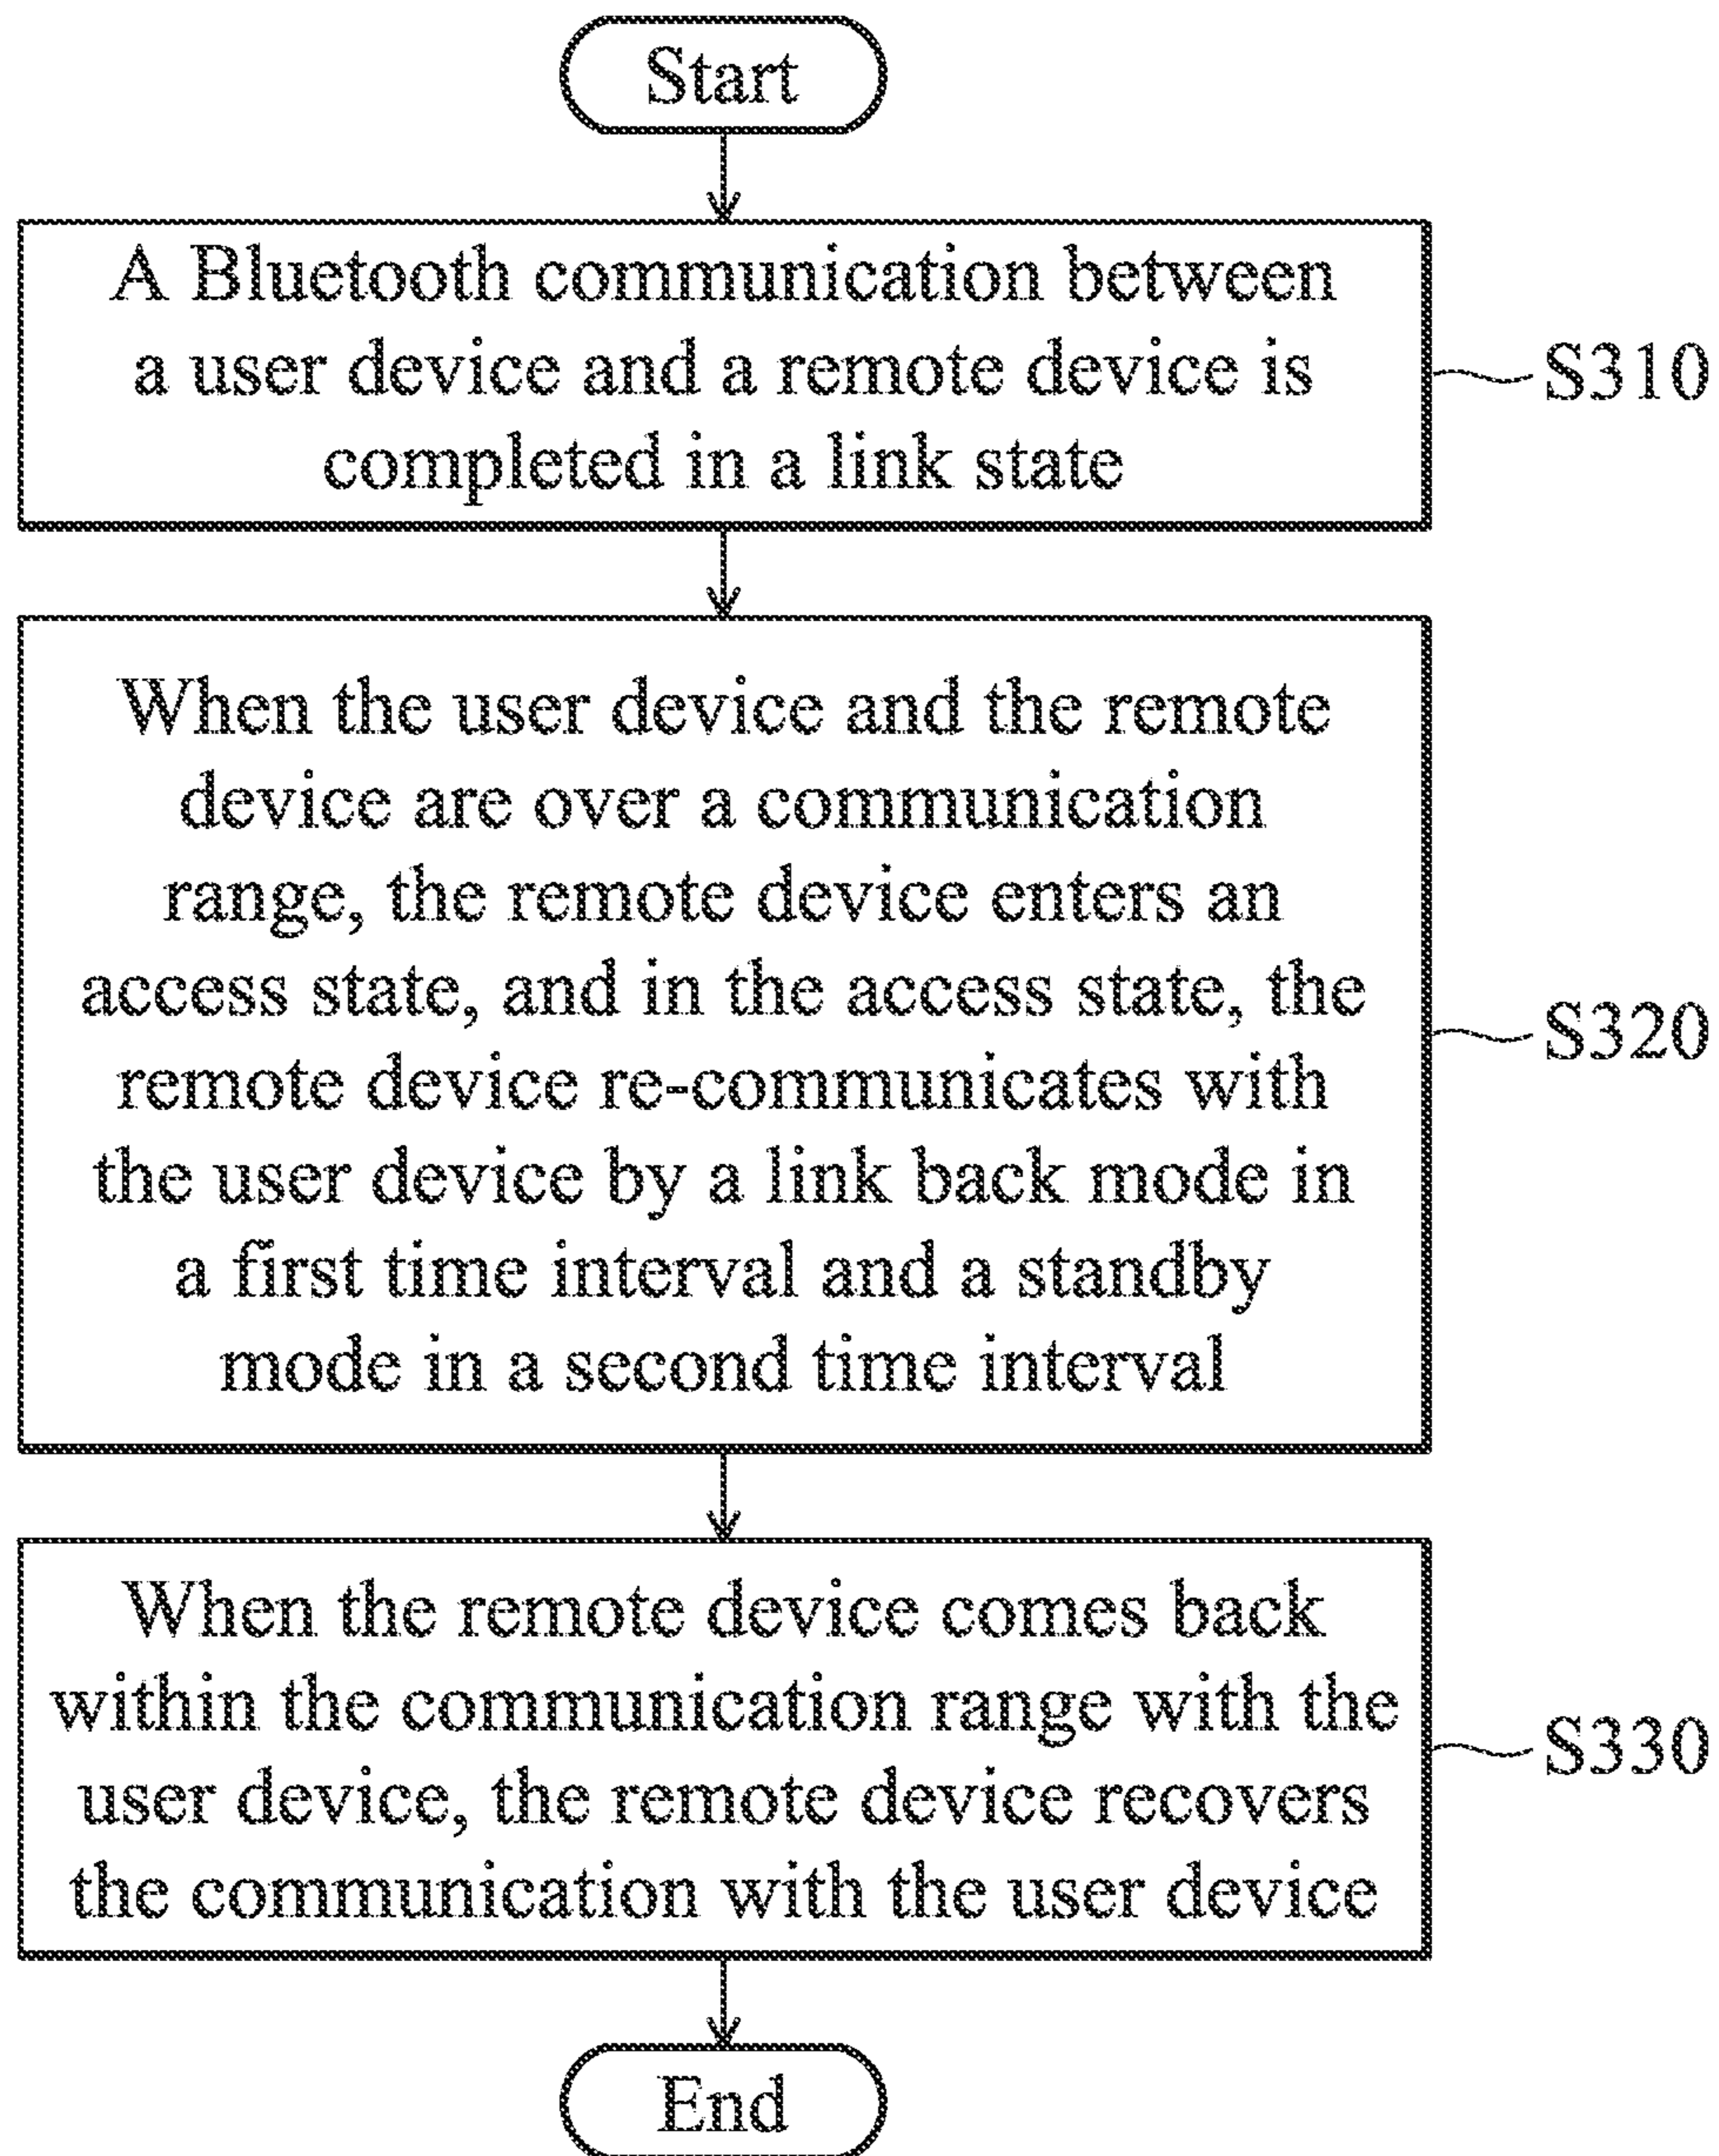 Start
A Bluetooth communication between
a user device and a remote device is
completed in a link state
S310
When the user device and the remote
device are over a communication
range, the remote device enters an
access state, and in the access state, the
remote device re-communicates with
the user device by a link back mode in
a first time interval and a standby
mode in a second time interval
S320
When the remote device comes back
within the communication range with the
user device, the remote device recovers
the communication with the user device
S330
End